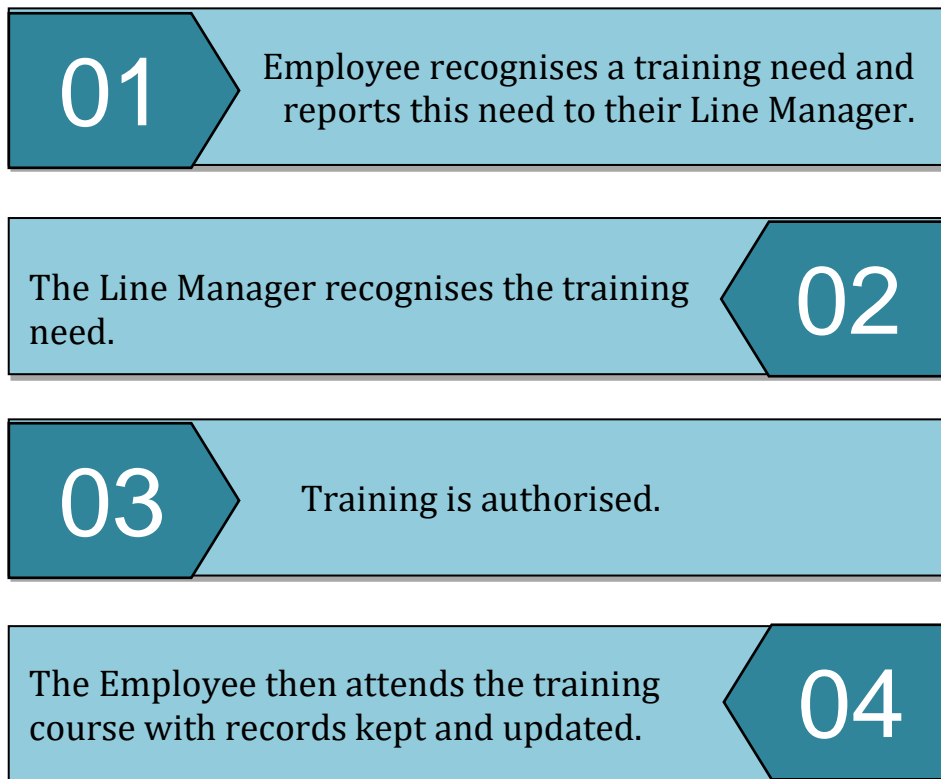 01
Employee recognises a training need and
reports this need to their Line Manager.
The Line Manager recognises the training
need.
02
03
Training is authorised.
The Employee then attends the training
course with records kept and updated.
04